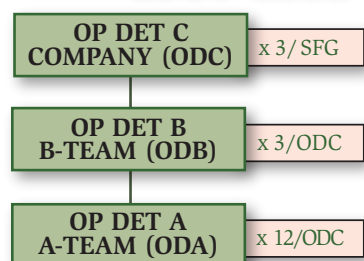 OP DET C
COMPANY (ODC)
x 3/ SFG
OP DET B
B-TEAM (ODB)
x 3/ODC
OP DET A
A-TEAM (ODA)
x 12/ODC